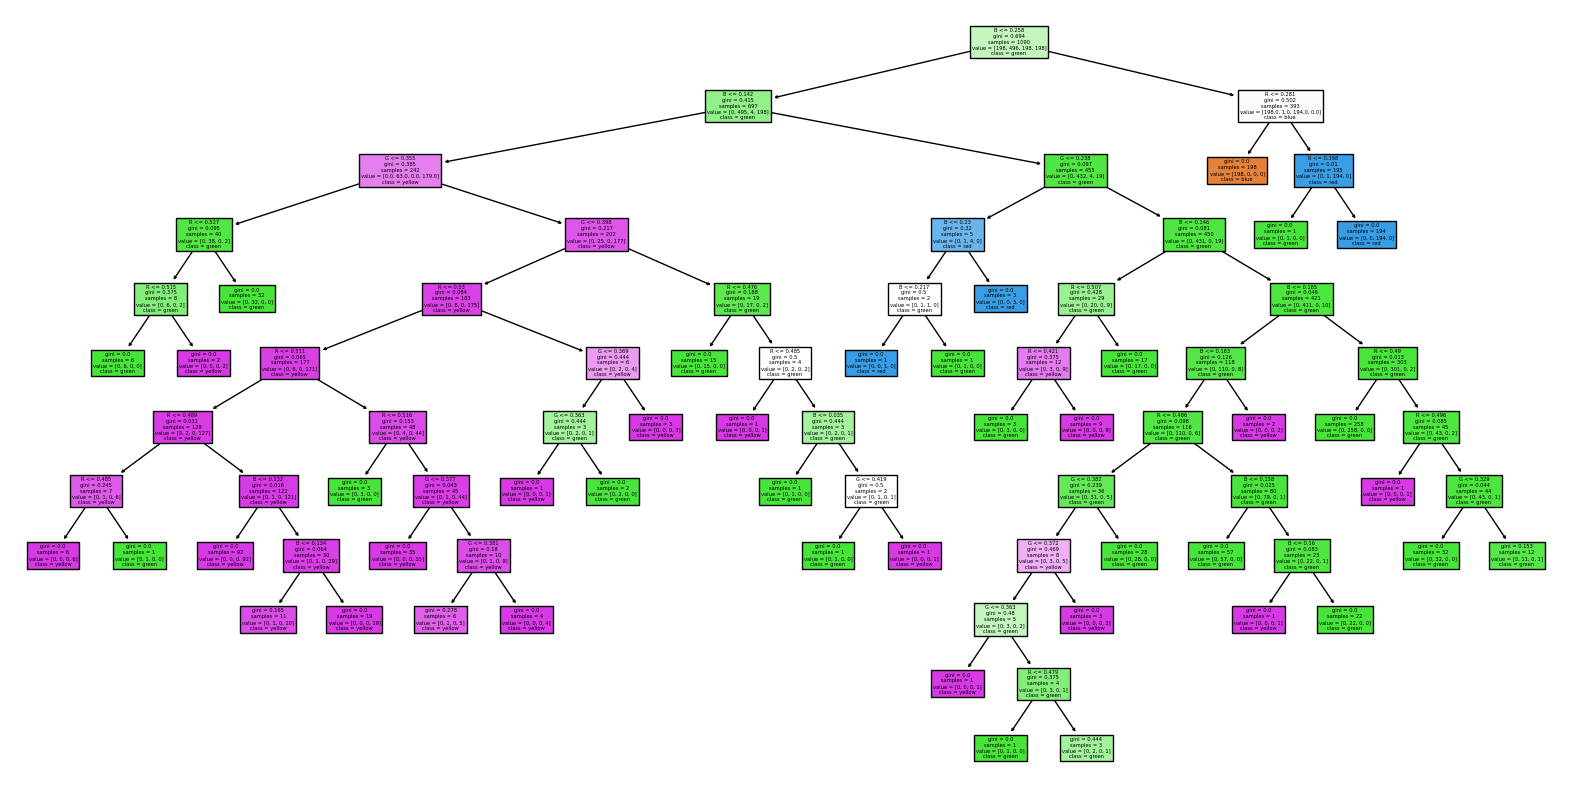 B <= 0.258
gini = 0.694
samples = 1090
value = [198, 496, 198, 198]
class = green
B <= 0.142
gini = 0.415
samples = 697
value = [0, 495, 4, 198]
class = green
R <= 0.281
gini = 0.502
samples = 393
value = [198.0, 1.0, 194.0, 0.0]
class = blue
G <= 0.355
gini = 0.385
samples = 242
value = [0.0, 63.0, 0.0, 179.0]
class = yellow
G <= 0.238
gini = 0.097
samples = 455
value = [0, 432, 4, 19]
class = green
gini = 0.0
samples = 198
value = [198, 0, 0, 0]
class = blue
R <= 0.398
gini = 0.01
samples = 195
value = [0, 1, 194, 0]
class = red
R <= 0.527
gini = 0.095
samples = 40
value = [0, 38, 0, 2]
class = green
G <= 0.398
gini = 0.217
samples = 202
value = [0, 25, 0, 177]
class = yellow
B <= 0.23
gini = 0.32
samples = 5
value = [0, 1, 4, 0]
class = red
B <= 0.146
gini = 0.081
samples = 450
value = [0, 431, 0, 19]
class = green
gini = 0.0
samples = 1
value = [0, 1, 0, 0]
class = green
gini = 0.0
samples = 194
value = [0, 0, 194, 0]
class = red
R <= 0.515
gini = 0.375
samples = 8
value = [0, 6, 0, 2]
class = green
gini = 0.0
samples = 32
value = [0, 32, 0, 0]
class = green
R <= 0.53
gini = 0.084
samples = 183
value = [0, 8, 0, 175]
class = yellow
R <= 0.476
gini = 0.188
samples = 19
value = [0, 17, 0, 2]
class = green
B <= 0.217
gini = 0.5
samples = 2
value = [0, 1, 1, 0]
class = green
gini = 0.0
samples = 3
value = [0, 0, 3, 0]
class = red
R <= 0.507
gini = 0.428
samples = 29
value = [0, 20, 0, 9]
class = green
B <= 0.165
gini = 0.046
samples = 421
value = [0, 411, 0, 10]
class = green
gini = 0.0
samples = 6
value = [0, 6, 0, 0]
class = green
gini = 0.0
samples = 2
value = [0, 0, 0, 2]
class = yellow
R <= 0.511
gini = 0.065
samples = 177
value = [0, 6, 0, 171]
class = yellow
G <= 0.369
gini = 0.444
samples = 6
value = [0, 2, 0, 4]
class = yellow
gini = 0.0
samples = 15
value = [0, 15, 0, 0]
class = green
R <= 0.485
gini = 0.5
samples = 4
value = [0, 2, 0, 2]
class = green
gini = 0.0
samples = 1
value = [0, 0, 1, 0]
class = red
gini = 0.0
samples = 1
value = [0, 1, 0, 0]
class = green
R <= 0.421
gini = 0.375
samples = 12
value = [0, 3, 0, 9]
class = yellow
gini = 0.0
samples = 17
value = [0, 17, 0, 0]
class = green
B <= 0.163
gini = 0.126
samples = 118
value = [0, 110, 0, 8]
class = green
R <= 0.49
gini = 0.013
samples = 303
value = [0, 301, 0, 2]
class = green
R <= 0.489
gini = 0.031
samples = 129
value = [0, 2, 0, 127]
class = yellow
R <= 0.516
gini = 0.153
samples = 48
value = [0, 4, 0, 44]
class = yellow
G <= 0.363
gini = 0.444
samples = 3
value = [0, 2, 0, 1]
class = green
gini = 0.0
samples = 3
value = [0, 0, 0, 3]
class = yellow
gini = 0.0
samples = 1
value = [0, 0, 0, 1]
class = yellow
B <= 0.035
gini = 0.444
samples = 3
value = [0, 2, 0, 1]
class = green
gini = 0.0
samples = 3
value = [0, 3, 0, 0]
class = green
gini = 0.0
samples = 9
value = [0, 0, 0, 9]
class = yellow
R <= 0.486
gini = 0.098
samples = 116
value = [0, 110, 0, 6]
class = green
gini = 0.0
samples = 2
value = [0, 0, 0, 2]
class = yellow
gini = 0.0
samples = 258
value = [0, 258, 0, 0]
class = green
R <= 0.496
gini = 0.085
samples = 45
value = [0, 43, 0, 2]
class = green
R <= 0.485
gini = 0.245
samples = 7
value = [0, 1, 0, 6]
class = yellow
B <= 0.132
gini = 0.016
samples = 122
value = [0, 1, 0, 121]
class = yellow
gini = 0.0
samples = 3
value = [0, 3, 0, 0]
class = green
G <= 0.377
gini = 0.043
samples = 45
value = [0, 1, 0, 44]
class = yellow
gini = 0.0
samples = 1
value = [0, 0, 0, 1]
class = yellow
gini = 0.0
samples = 2
value = [0, 2, 0, 0]
class = green
gini = 0.0
samples = 1
value = [0, 1, 0, 0]
class = green
G <= 0.419
gini = 0.5
samples = 2
value = [0, 1, 0, 1]
class = green
G <= 0.382
gini = 0.239
samples = 36
value = [0, 31, 0, 5]
class = green
B <= 0.158
gini = 0.025
samples = 80
value = [0, 79, 0, 1]
class = green
gini = 0.0
samples = 1
value = [0, 0, 0, 1]
class = yellow
G <= 0.329
gini = 0.044
samples = 44
value = [0, 43, 0, 1]
class = green
gini = 0.0
samples = 6
value = [0, 0, 0, 6]
class = yellow
gini = 0.0
samples = 1
value = [0, 1, 0, 0]
class = green
gini = 0.0
samples = 92
value = [0, 0, 0, 92]
class = yellow
B <= 0.134
gini = 0.064
samples = 30
value = [0, 1, 0, 29]
class = yellow
gini = 0.0
samples = 35
value = [0, 0, 0, 35]
class = yellow
G <= 0.381
gini = 0.18
samples = 10
value = [0, 1, 0, 9]
class = yellow
gini = 0.0
samples = 1
value = [0, 1, 0, 0]
class = green
gini = 0.0
samples = 1
value = [0, 0, 0, 1]
class = yellow
G <= 0.372
gini = 0.469
samples = 8
value = [0, 3, 0, 5]
class = yellow
gini = 0.0
samples = 28
value = [0, 28, 0, 0]
class = green
gini = 0.0
samples = 57
value = [0, 57, 0, 0]
class = green
B <= 0.16
gini = 0.083
samples = 23
value = [0, 22, 0, 1]
class = green
gini = 0.0
samples = 32
value = [0, 32, 0, 0]
class = green
gini = 0.153
samples = 12
value = [0, 11, 0, 1]
class = green
gini = 0.165
samples = 11
value = [0, 1, 0, 10]
class = yellow
gini = 0.0
samples = 19
value = [0, 0, 0, 19]
class = yellow
gini = 0.278
samples = 6
value = [0, 1, 0, 5]
class = yellow
gini = 0.0
samples = 4
value = [0, 0, 0, 4]
class = yellow
G <= 0.363
gini = 0.48
samples = 5
value = [0, 3, 0, 2]
class = green
gini = 0.0
samples = 3
value = [0, 0, 0, 3]
class = yellow
gini = 0.0
samples = 1
value = [0, 0, 0, 1]
class = yellow
gini = 0.0
samples = 22
value = [0, 22, 0, 0]
class = green
gini = 0.0
samples = 1
value = [0, 0, 0, 1]
class = yellow
R <= 0.479
gini = 0.375
samples = 4
value = [0, 3, 0, 1]
class = green
gini = 0.0
samples = 1
value = [0, 1, 0, 0]
class = green
gini = 0.444
samples = 3
value = [0, 2, 0, 1]
class = green